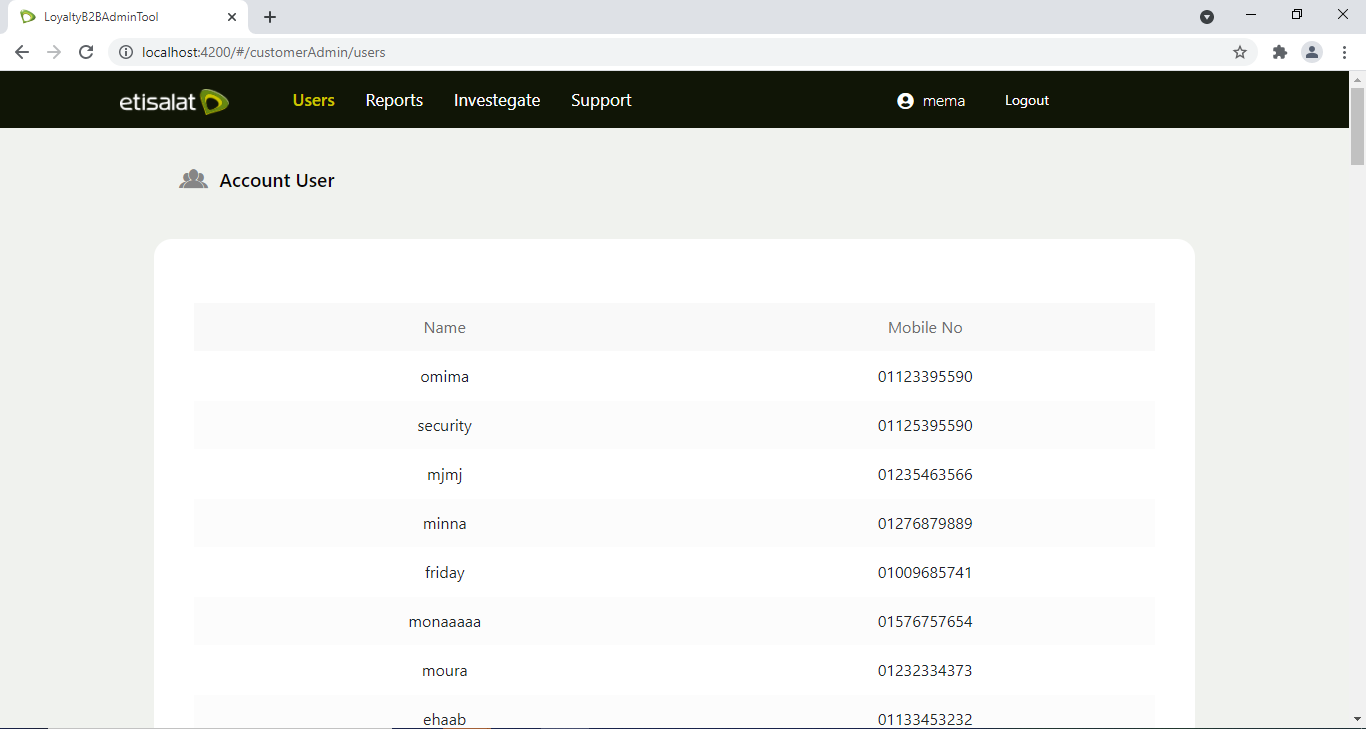 LoyaltyB2BAdminTool
localhost:4200/#/customerAdmin/users
etisalat Users Reports Investegate Support mema Logout
Account User
Name Mobile No
omima 01123395590
security 01125395590
mjmj 01235463566
minna 01276879889
friday 01009685741
monaaaaa 01576757654
moura 01232334373
ehaab 01133453232